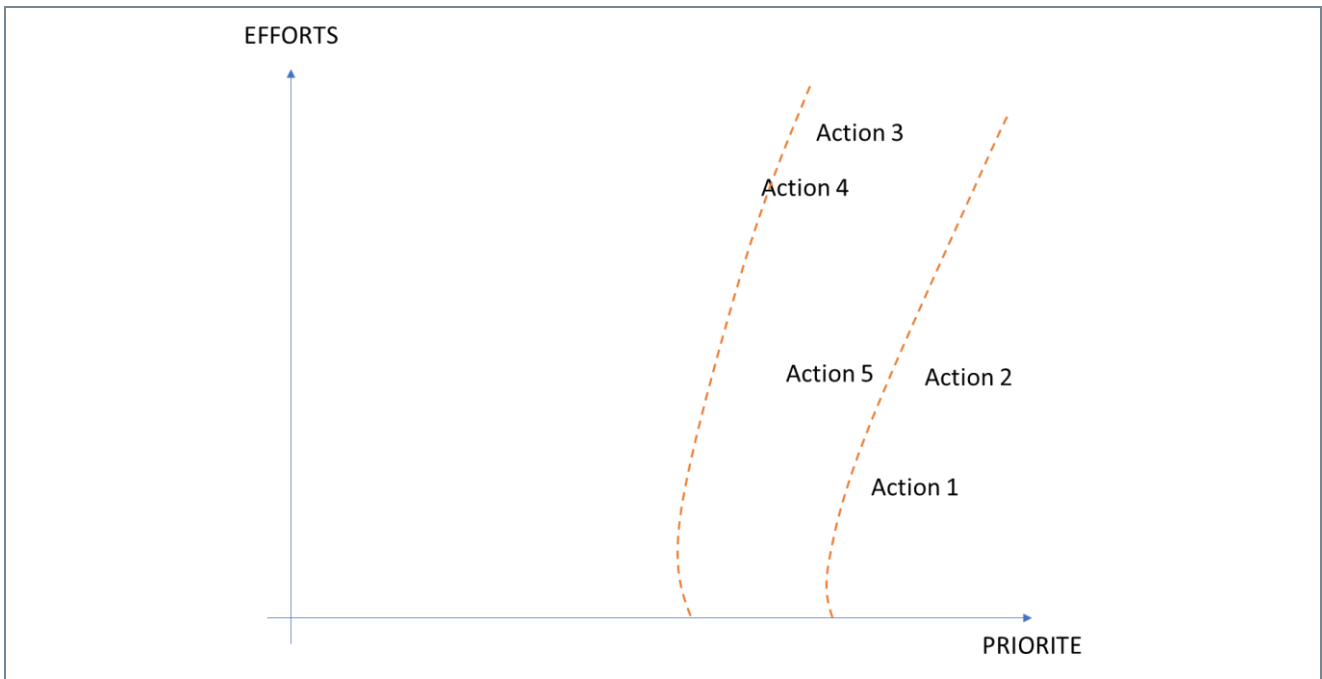 EFFORTS
Action 3
Action 4
Action 5
Action 2
Action 1
PRIORITE